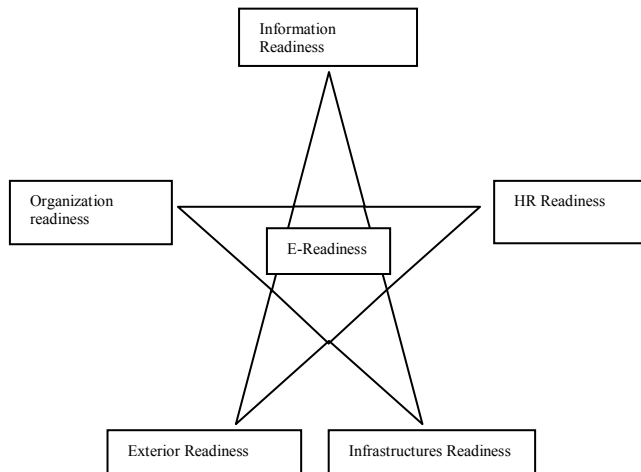 Information
Readiness
Organization
readiness
HR Readiness
E-Readiness
Exterior Readiness
Infrastructures Readiness